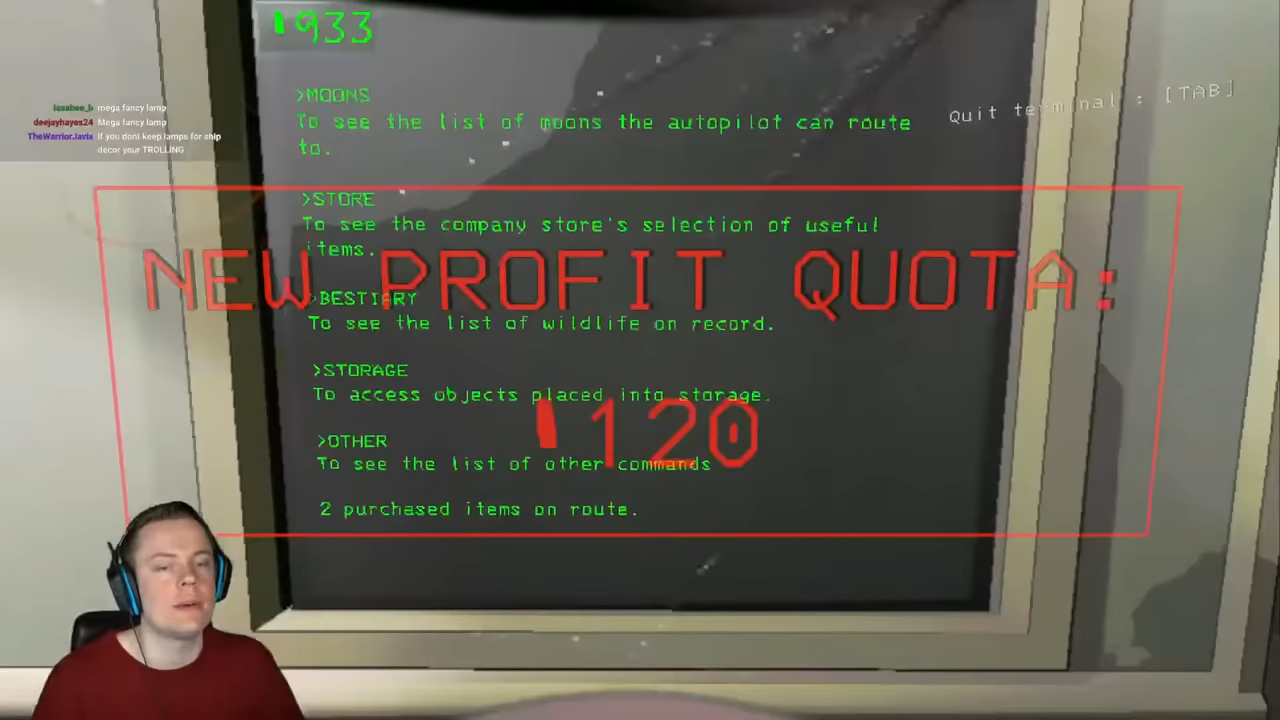 ▮933
>MOONS
To see the list of moons the autopilot can route
to.
>STORE
To see the company store's selection of useful
items.
>BESTIARY
To see the list of wildlife on record.
>STORAGE
To access objects placed into storage.
>OTHER
To see the list of other commands
2 purchased items on route.
Quit terminal : [TAB]
issabee_b mega fancy lamp
deejayhayes24 Mega fancy lamp
TheWarriorJavix If you dont keep lamps for ship
decor your TROLLING
NEW PROFIT QUOTA:
▮120